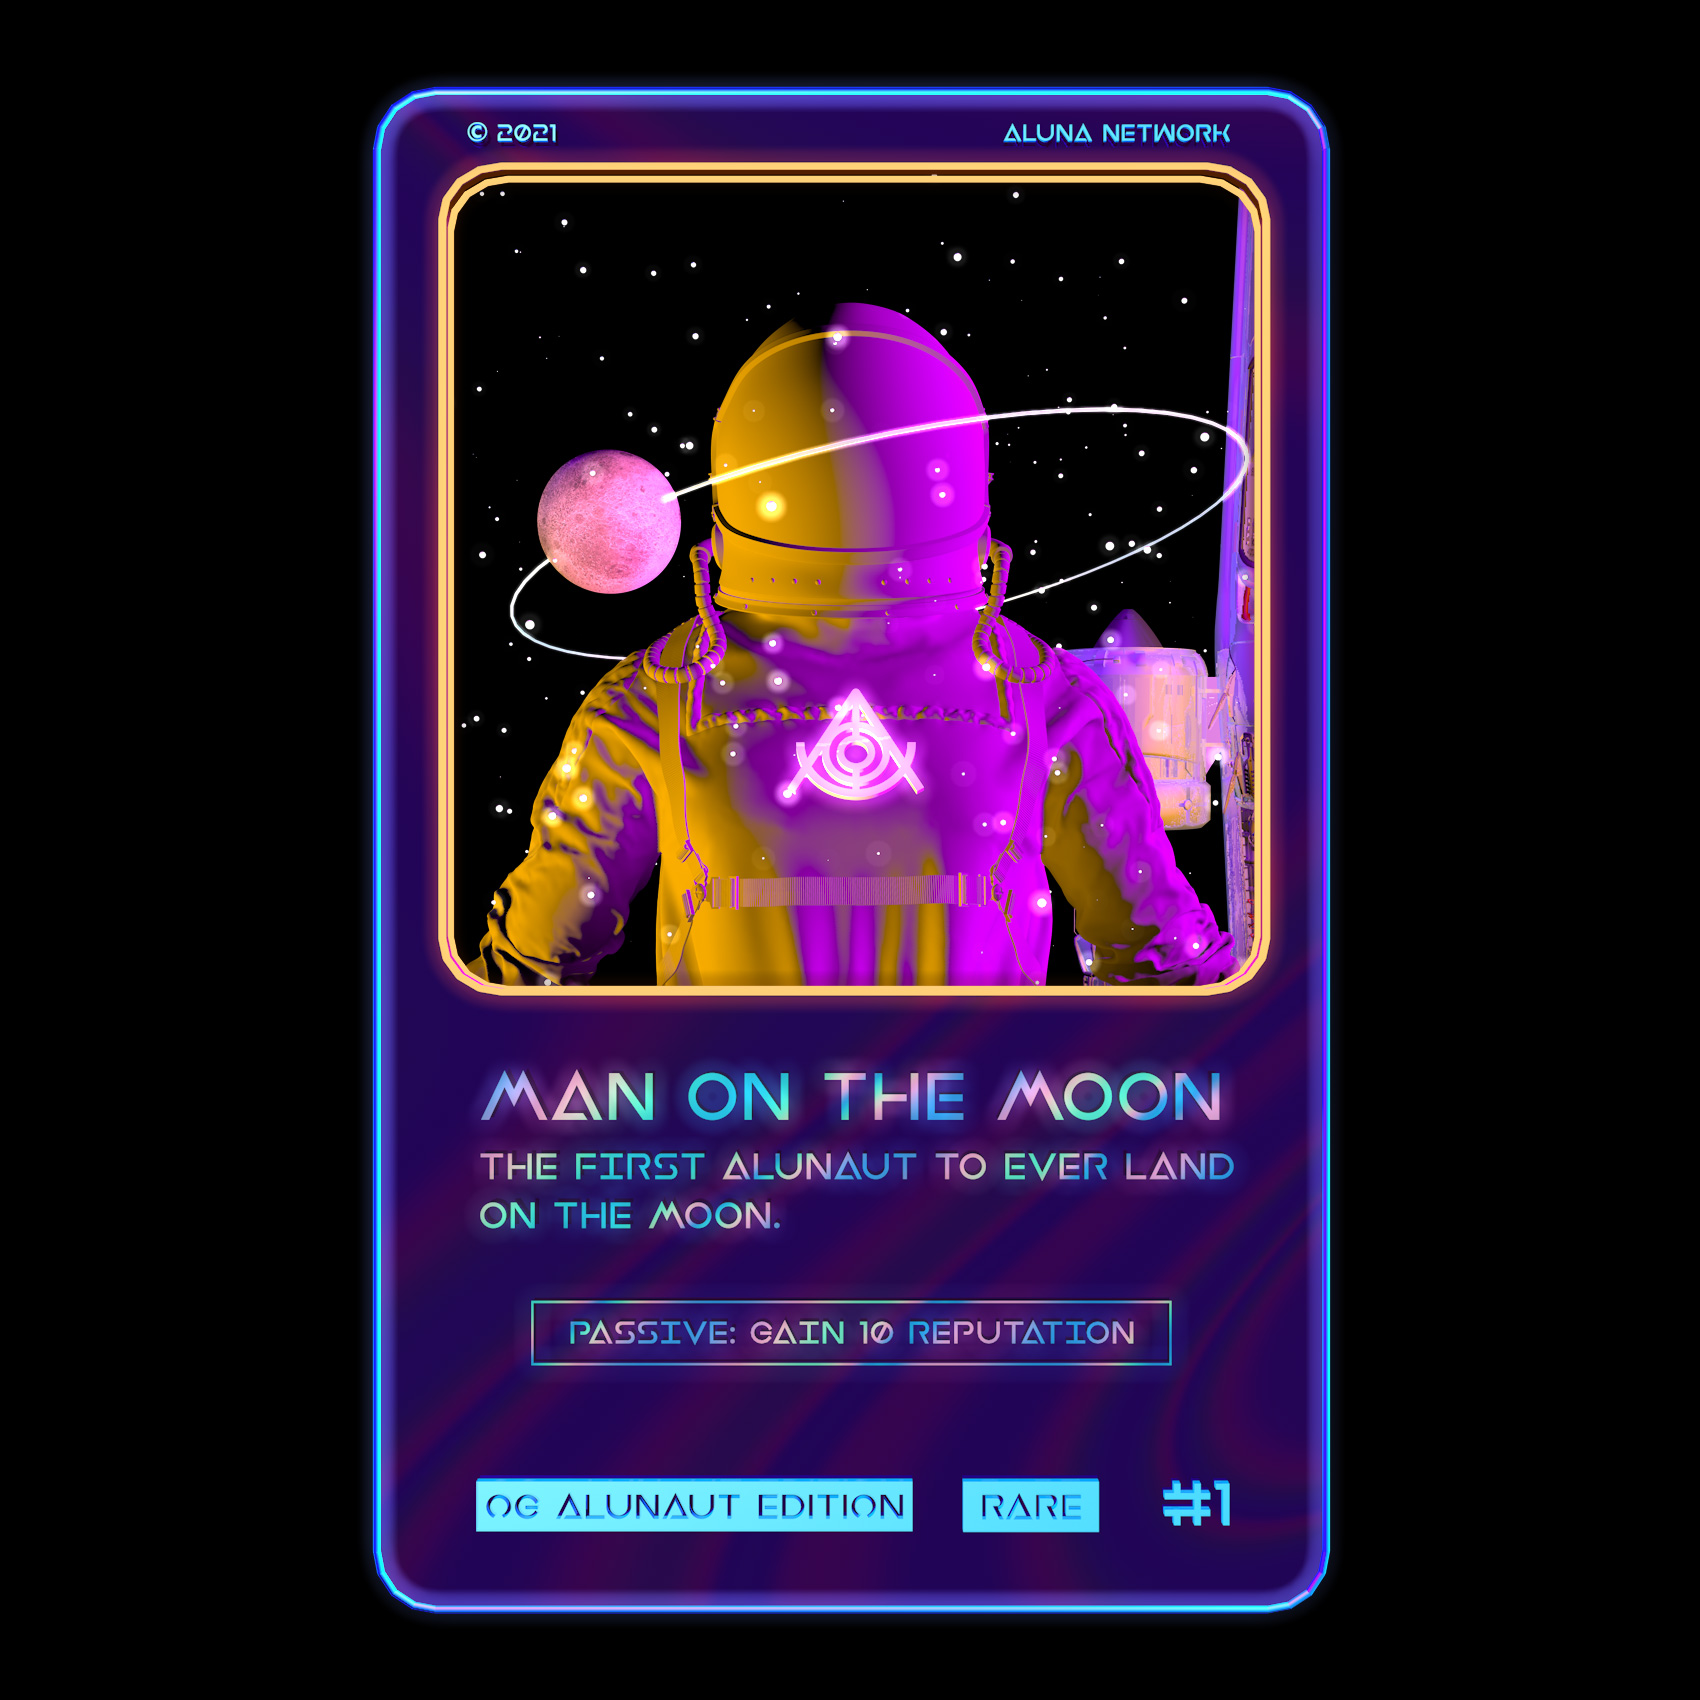 © 2021
ALUNA NETWORK
MAN ON THE MOON
THE FIRST ALUNAUT TO EVER LAND
ON THE MOON.
PASSIVE: GAIN 10 REPUTATION
OG ALUNAUT EDITION
RARE
#1